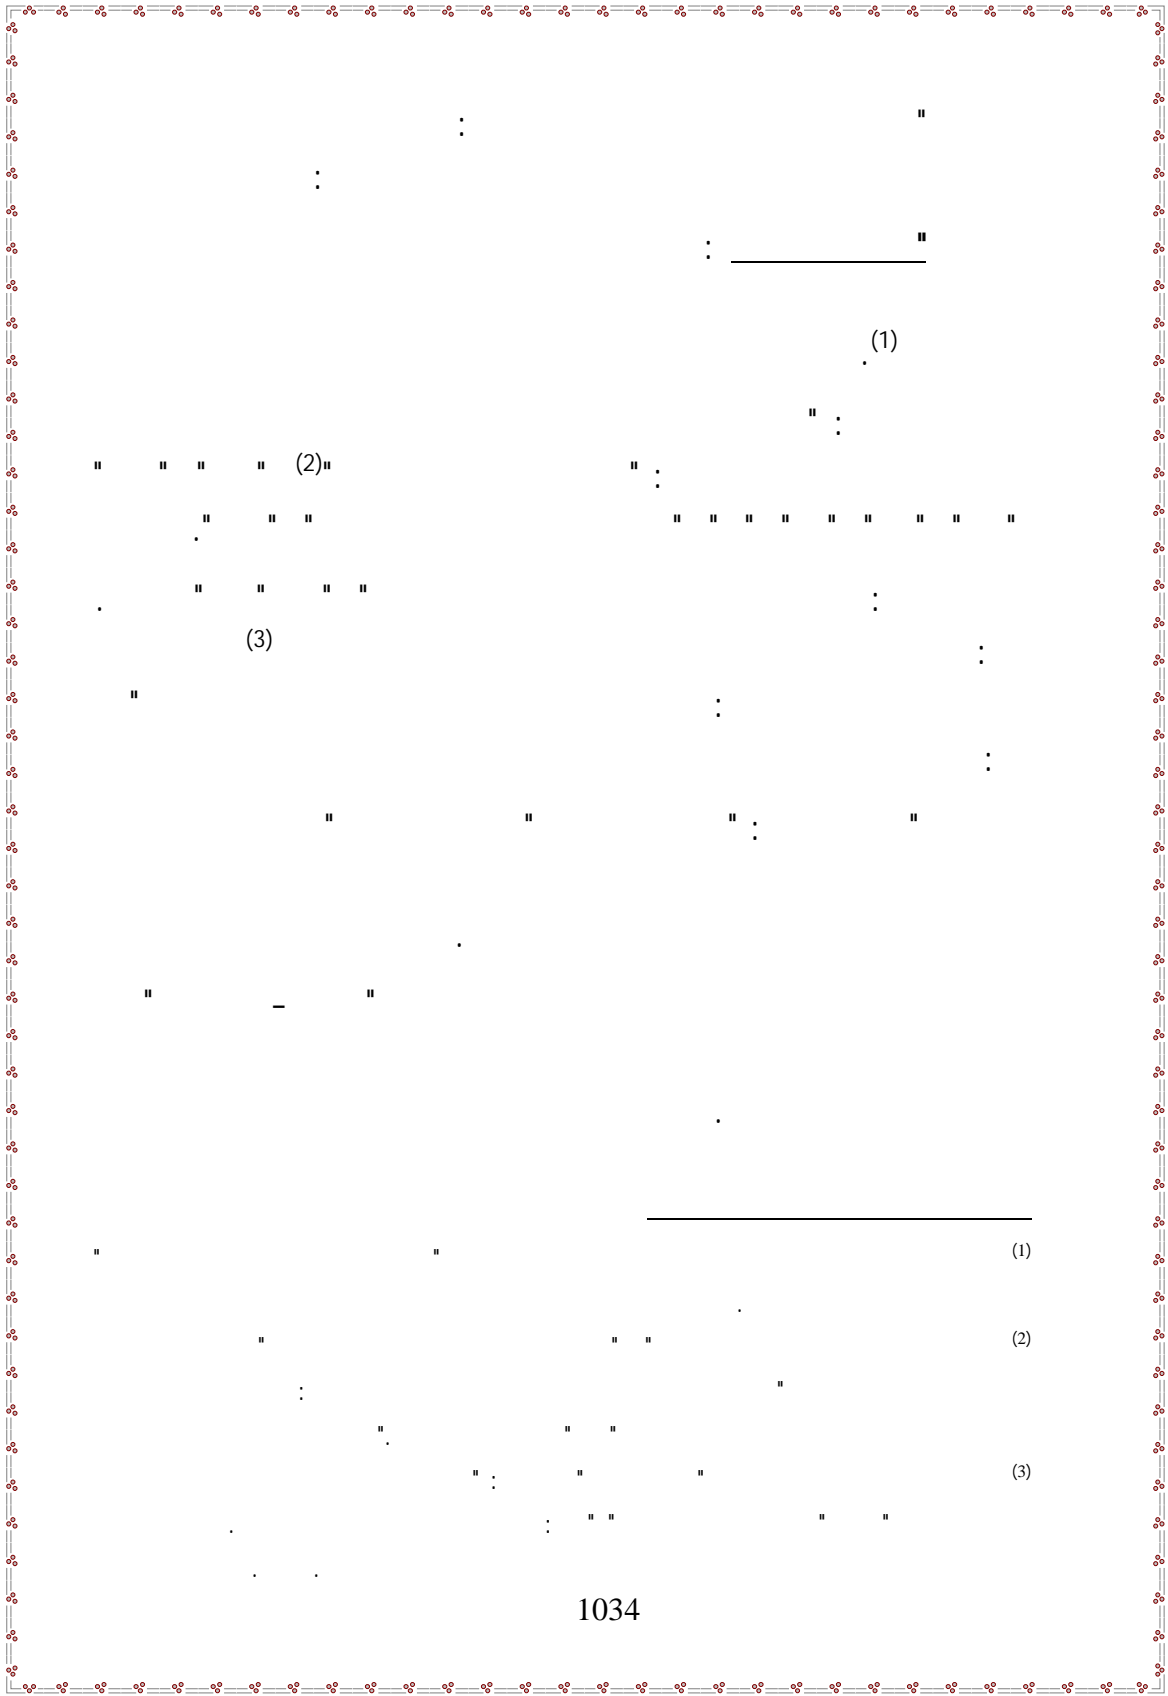 " :
:
" :
(1) .
: "
: " " (2) " " " "
" " " " " " " " " " " " .
: " " " " .
: (3)
: "
:
" : " " "
.
" – "
.
(1) " "
.
(2) " " "
" :
" " " .
(3) " " : "
" " " " : .
. .
1034